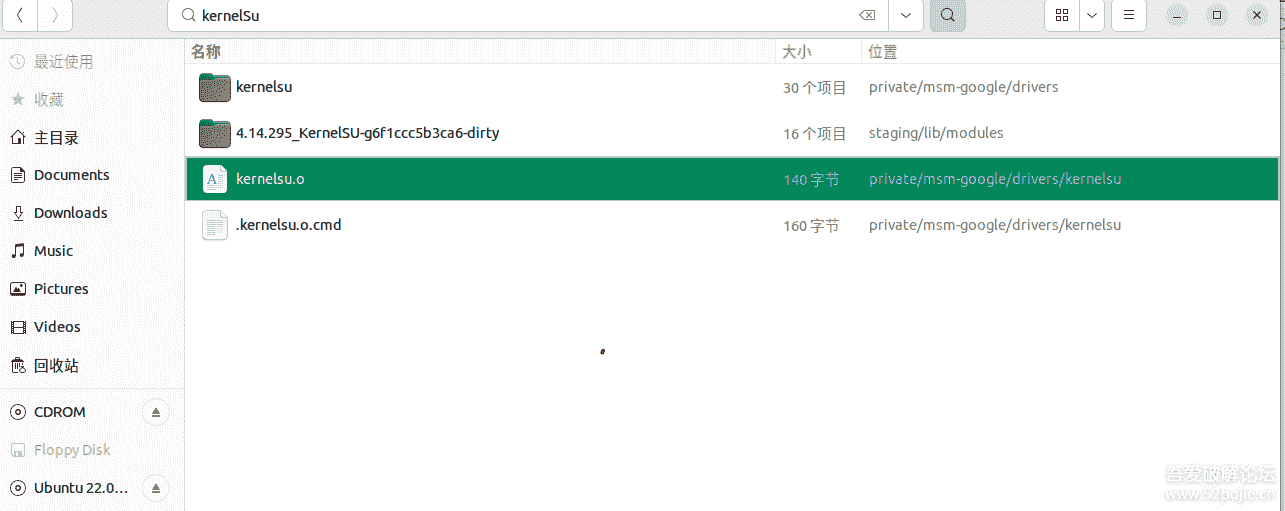 kernelSu
名称 大小 位置
最近使用
收藏
主目录
Documents
Downloads
Music
Pictures
Videos
回收站
CDROM
Floppy Disk
Ubuntu 22.0...
kernelsu 30 个项目 private/msm-google/drivers
4.14.295_KernelSU-g6f1ccc5b3ca6-dirty 16 个项目 staging/lib/modules
kernelsu.o 140 字节 private/msm-google/drivers/kernelsu
.kernelsu.o.cmd 160 字节 private/msm-google/drivers/kernelsu
吾爱破解论坛
www.52pojie.cn